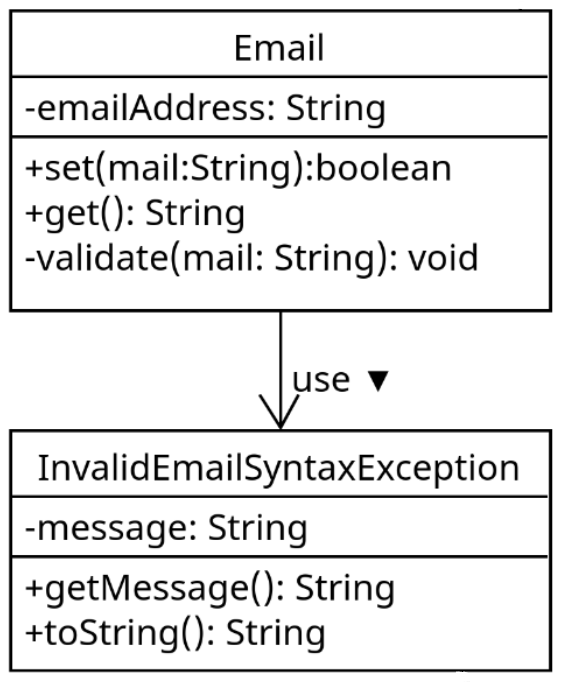 Email
-emailAddress: String
+set(mail:String):boolean
+get(): String
-validate(mail: String): void
use ▼
InvalidEmailSyntaxException
-message: String
+getMessage(): String
+toString(): String